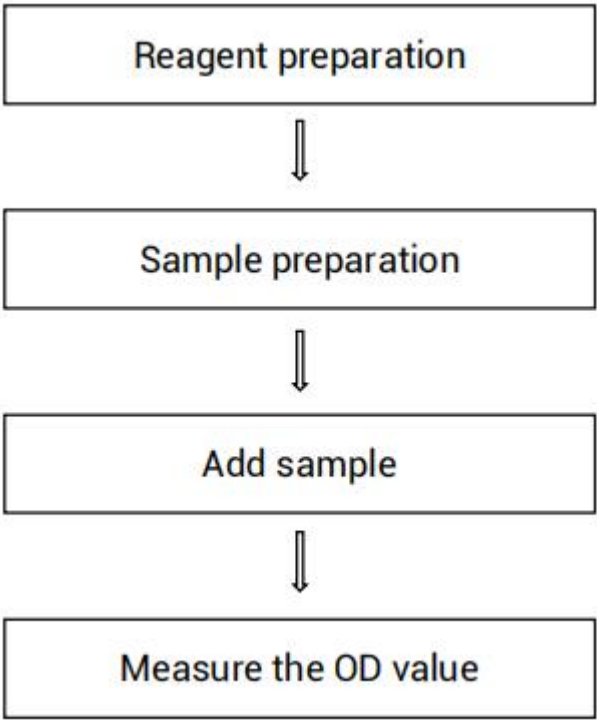 Reagent preparation
Sample preparation
Add sample
Measure the OD value